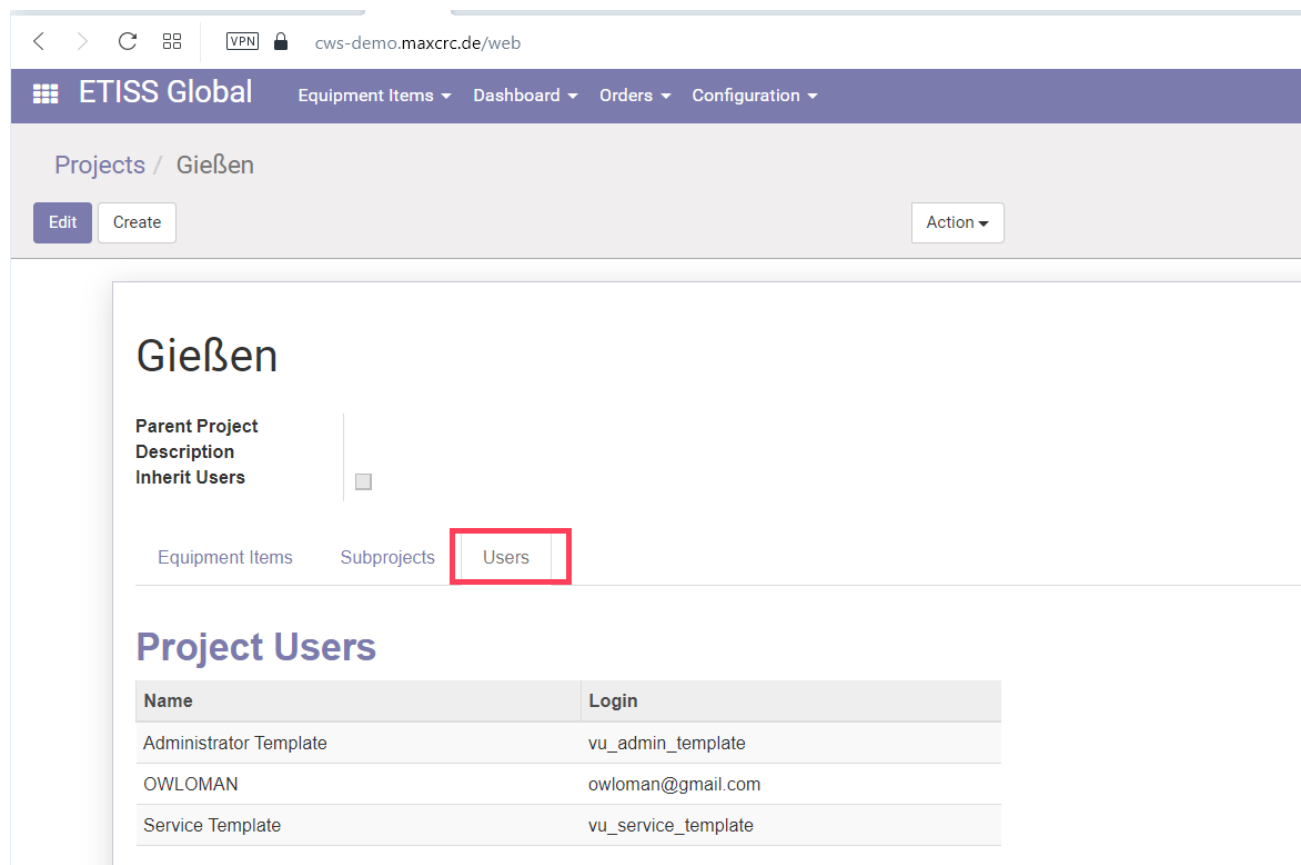 VPN cws-demo.maxcrc.de/web
ETISS Global Equipment Items Dashboard Orders Configuration
Projects / Gießen
Edit Create Action
Gießen
Parent Project
Description
Inherit Users
Equipment Items Subprojects Users
Project Users
Name Login
Administrator Template vu_admin_template
OWLOMAN owloman@gmail.com
Service Template vu_service_template